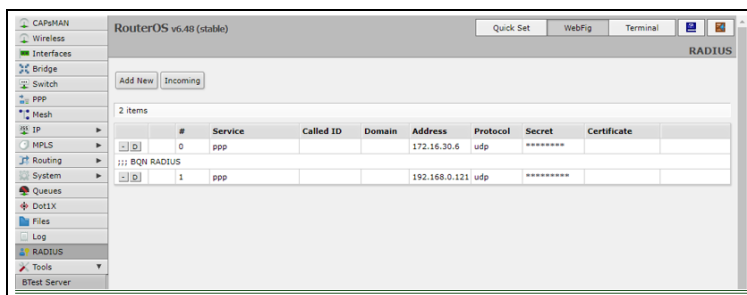 CAPsMAN
Wireless
Interfaces
Bridge
Switch
PPP
Mesh
IP
MPLS
Routing
System
Queues
Dot1X
Files
Log
RADIUS
Tools
BTest Server
RouterOS v6.48 (stable)
Quick Set WebFig Terminal
RADIUS
Add New Incoming
2 items
# Service Called ID Domain Address Protocol Secret Certificate
- D 0 ppp 172.16.30.6 udp ********
;;; BQN RADIUS
- D 1 ppp 192.168.0.121 udp *********